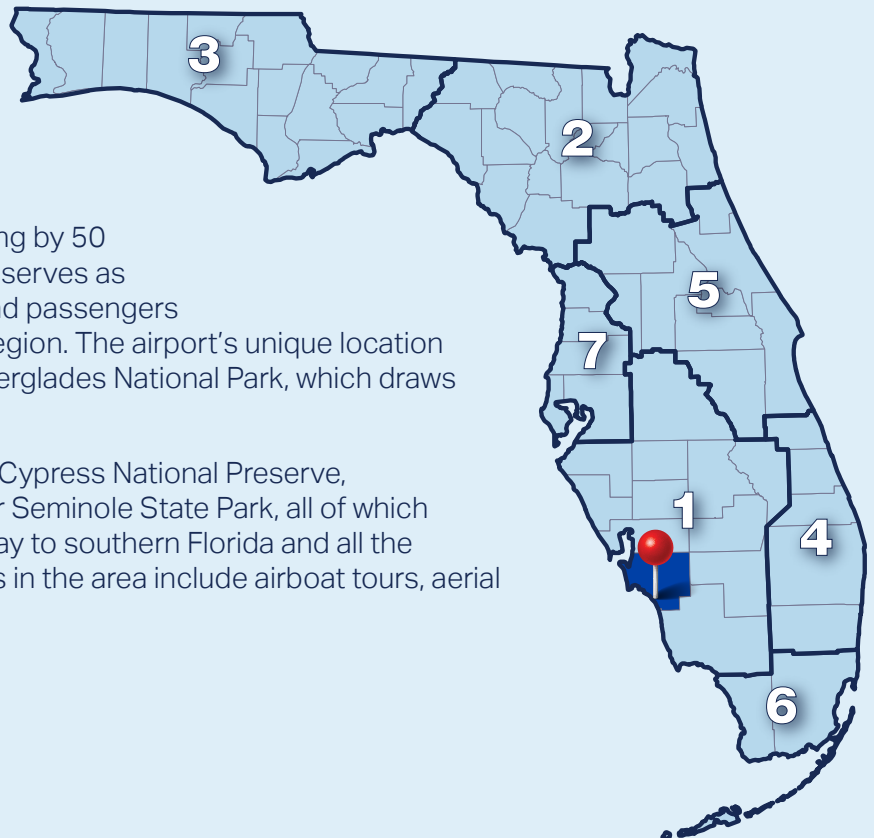 3
2
ng by 50
serves as
nd passengers
egion. The airport's unique location
verglades National Park, which draws
5
7
Cypress National Preserve,
r Seminole State Park, all of which
ay to southern Florida and all the
s in the area include airboat tours, aerial
1
4
6